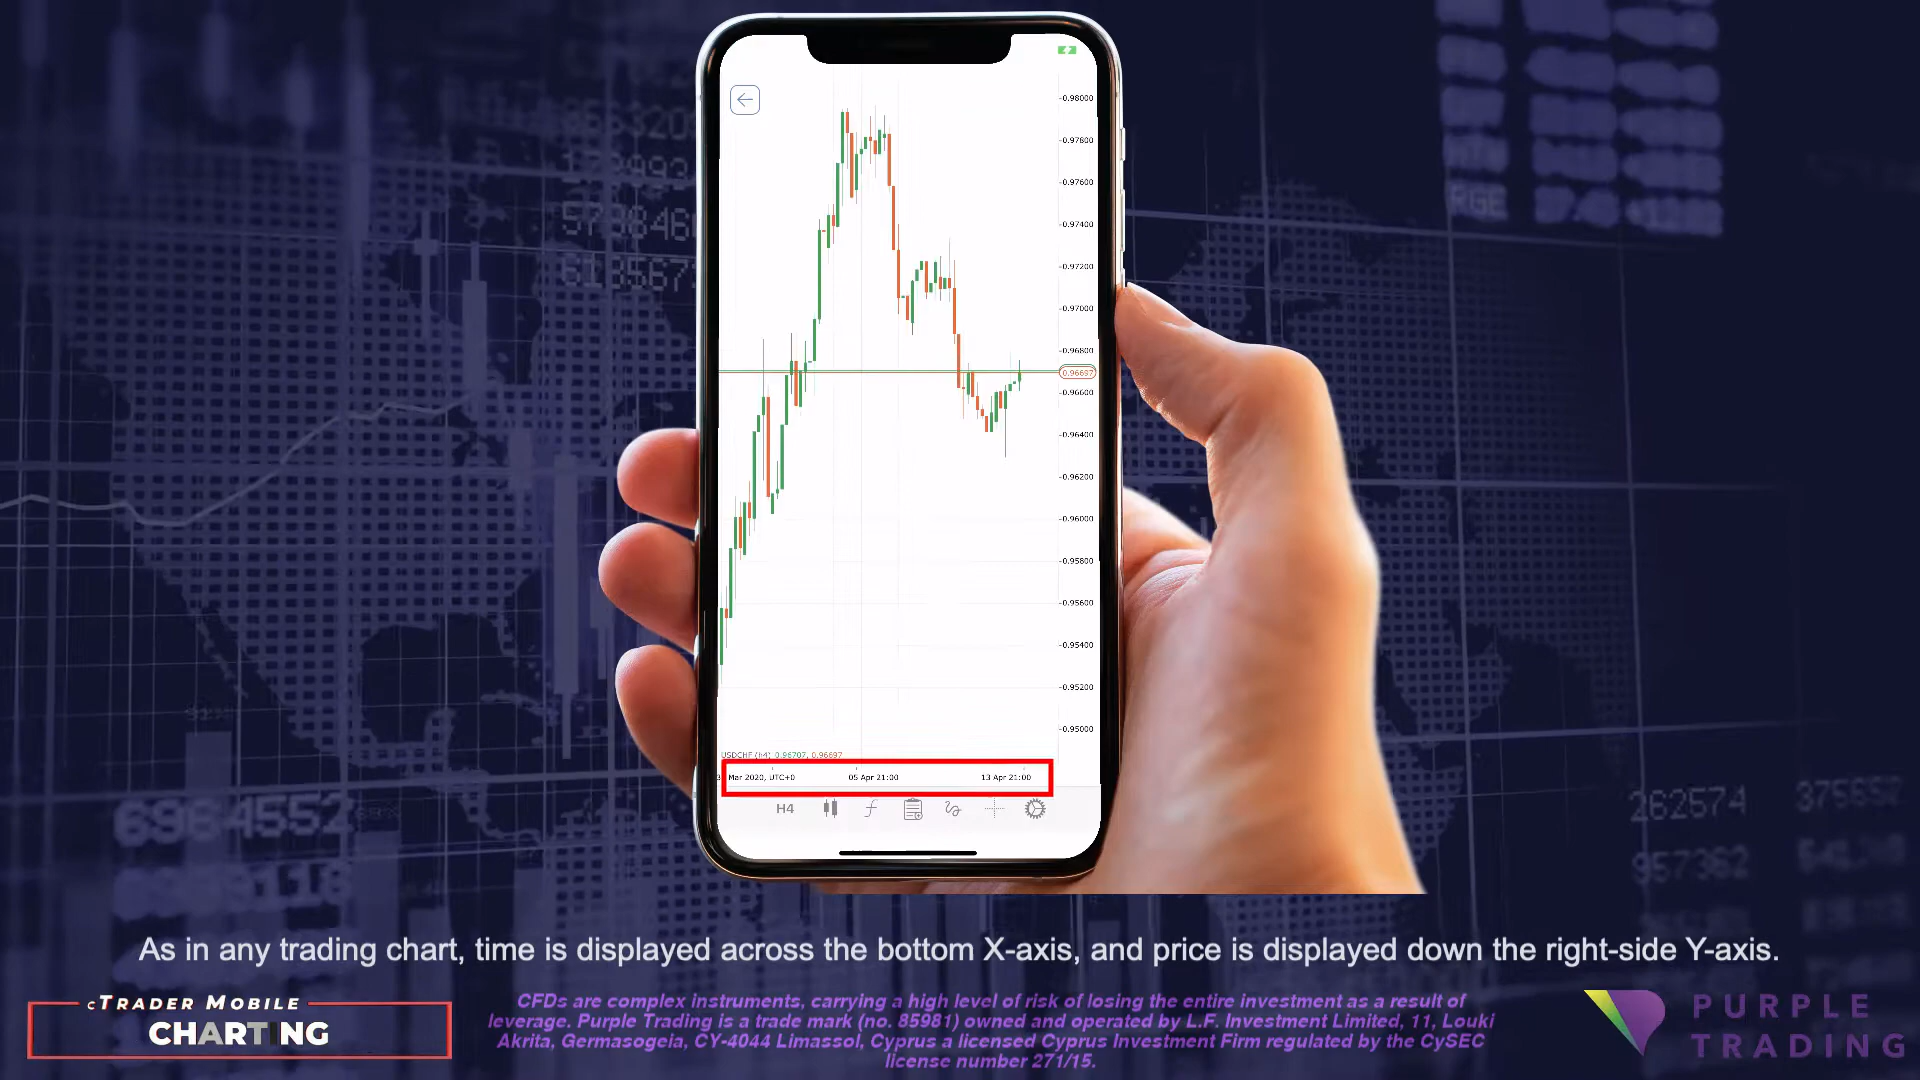 0.98000
0.97800
0.97600
0.97400
0.97200
0.97000
0.96800
0.96697
0.96600
0.96400
0.96200
0.96000
0.95800
0.95600
0.95400
0.95200
0.95000
USDCHF (h4) 0.96707, 0.96697
Mar 2020, UTC+0 05 Apr 21:00 13 Apr 21:00
H4
RGE
6984552
262574
957362
As in any trading chart, time is displayed across the bottom X-axis, and price is displayed down the right-side Y-axis.
cTRADER MOBILE
CHARTING
CFDs are complex instruments, carrying a high level of risk of losing the entire investment as a result of
leverage. Purple Trading is a trade mark (no. 85981) owned and operated by L.F. Investment Limited, 11, Louki
Akrita, Germasogeia, CY-4044 Limassol, Cyprus a licensed Cyprus Investment Firm regulated by the CySEC
license number 271/15.
PURPLE
TRADING